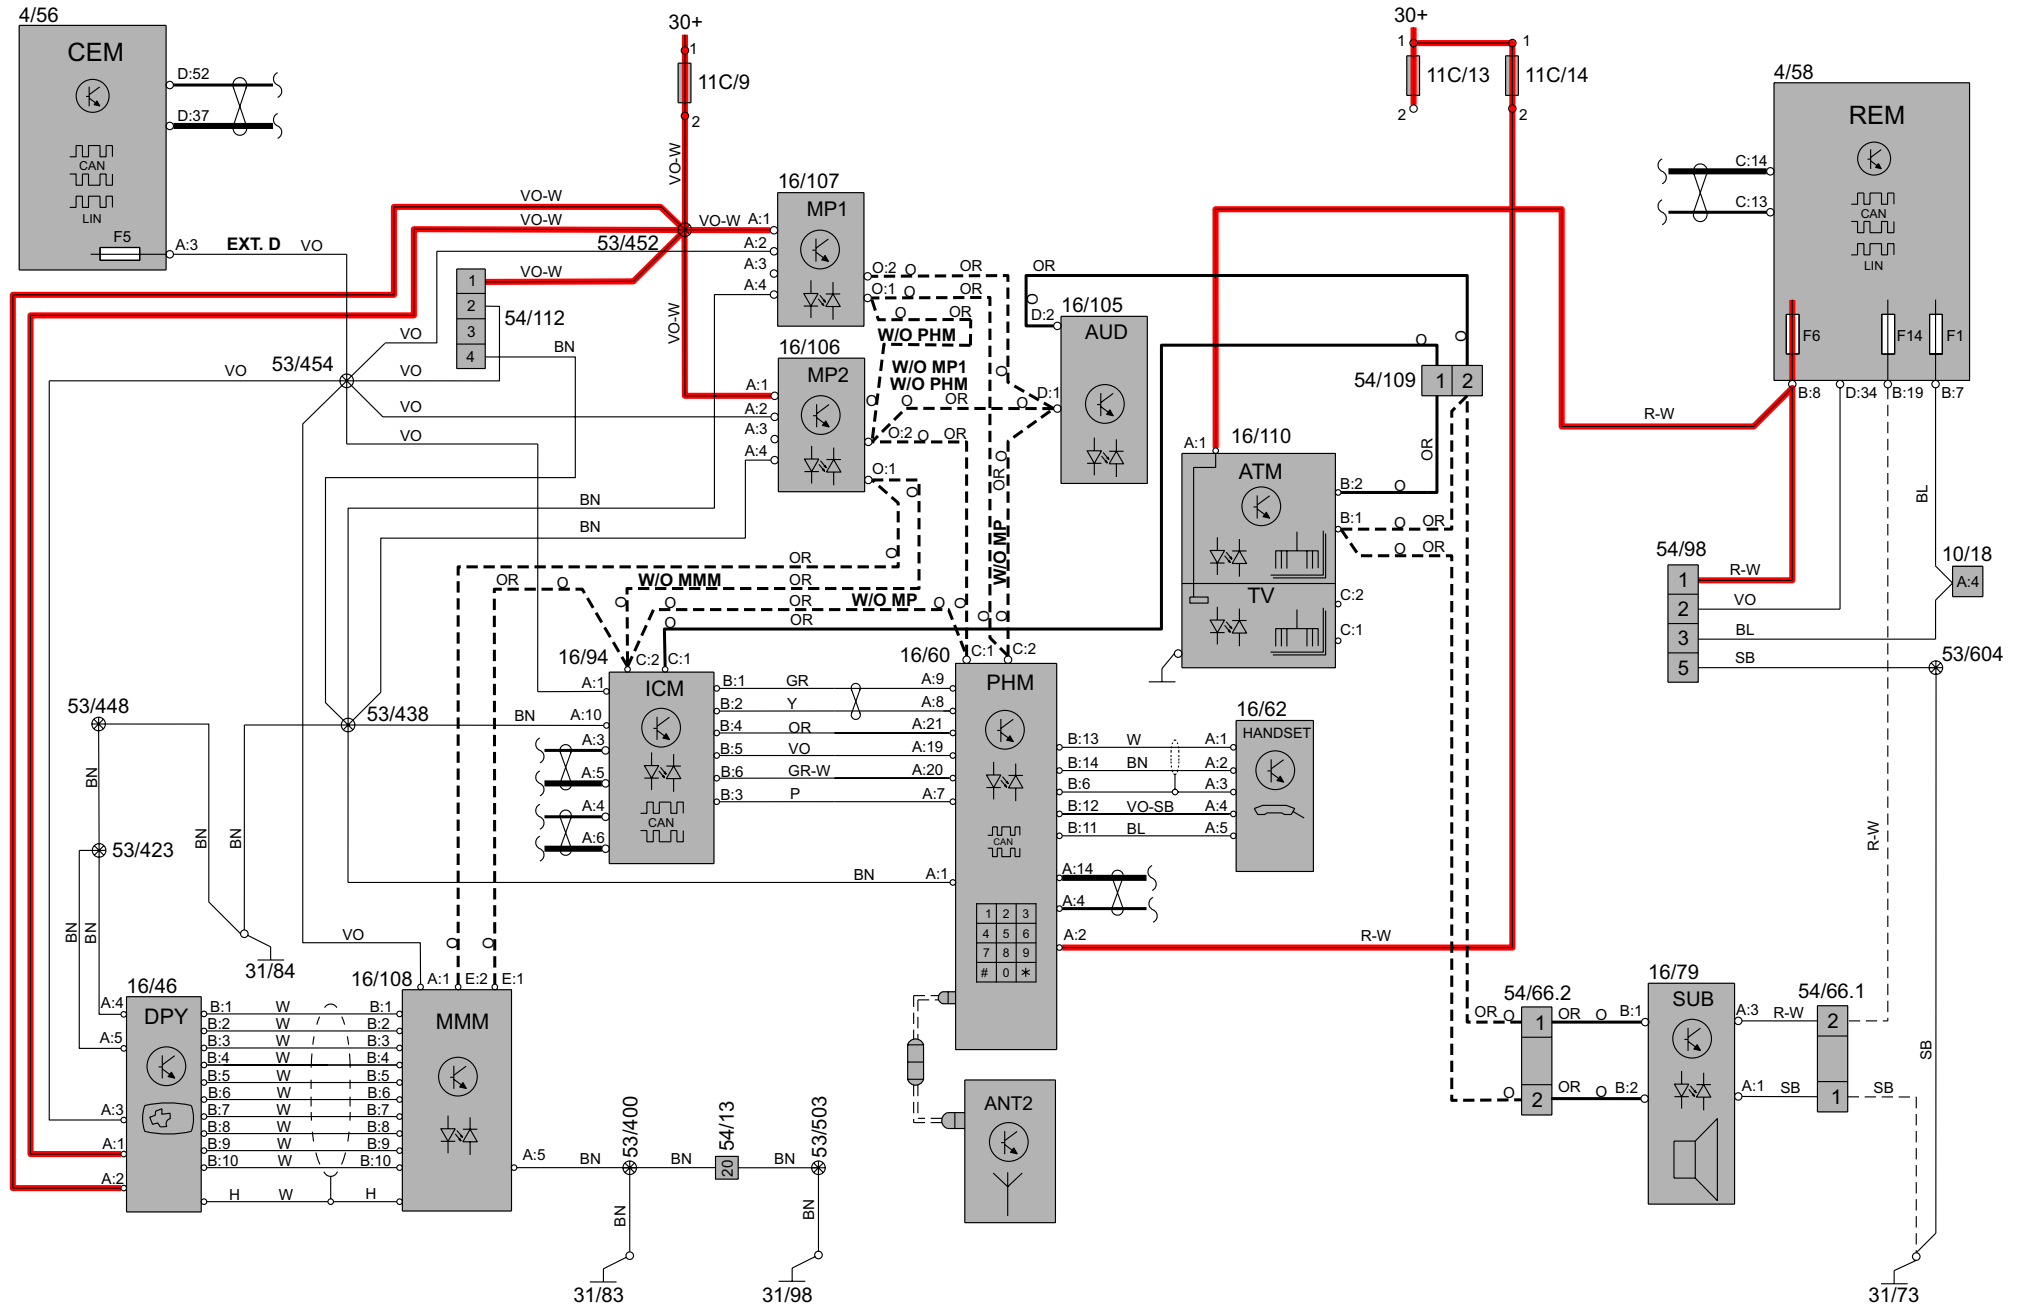 4/56
CEM
D:52
D:37
CAN
LIN
F5
A:3
EXT. D
VO
30+
1
11C/9
2
VO-W
VO-W
VO-W
VO-W
VO-W
VO-W
53/452
1
2
3
4
54/112
BN
16/107
MP1
A:1
A:2
A:3
A:4
O:2
O
OR
O:1
O
OR
O
OR
W/O PHM
16/106
MP2
A:1
A:2
A:3
A:4
W/O MP1
W/O PHM
O
O
OR
O
O:2
O
OR
O:1
O
O
OR
O
OR
D:2
16/105
AUD
D:1
O
OR
O
W/O MP
30+
1
1
11C/13
11C/14
2
2
4/58
REM
C:14
C:13
CAN
LIN
F6
F14
F1
B:8
D:34
B:19
B:7
R-W
O
O
54/109
1
2
OR
16/110
A:1
ATM
B:2
O
B:1
O
OR
O
OR
TV
C:2
C:1
BL
54/98
1
2
3
5
R-W
VO
BL
SB
10/18
A:4
53/604
53/454
VO
VO
VO
VO
VO
BN
BN
OR
OR
O
W/O MMM
OR
O
O
OR
W/O MP
O
O
O
OR
O
O
16/94
C:2
C:1
ICM
A:1
A:10
A:3
A:5
A:4
A:6
CAN
B:1
GR
A:9
B:2
Y
A:8
B:4
OR
A:21
B:5
VO
A:19
B:6
GR-W
A:20
B:3
P
A:7
BN
A:1
16/60
C:1
C:2
PHM
CAN
1 2 3
4 5 6
7 8 9
# 0 *
B:13
W
A:1
B:14
BN
A:2
B:6
A:3
B:12
VO-SB
A:4
B:11
BL
A:5
16/62
HANDSET
A:14
A:4
A:2
R-W
53/448
53/438
BN
BN
53/423
BN
BN
BN
BN
31/84
VO
O
O
16/46
DPY
A:4
A:5
A:3
A:1
A:2
B:1
W
B:1
B:2
W
B:2
B:3
W
B:3
B:4
W
B:4
B:5
W
B:5
B:6
W
B:6
B:7
W
B:7
B:8
W
B:8
B:9
W
B:9
B:10
W
B:10
H
W
H
16/108
A:1
E:2
E:1
MMM
A:5
BN
53/400
BN
54/13
20
BN
53/503
BN
BN
31/83
31/98
ANT2
R-W
54/66.2
OR
O
1
OR
O
B:1
O
2
OR
O
B:2
16/79
SUB
A:3
R-W
A:1
SB
54/66.1
2
1
SB
SB
31/73